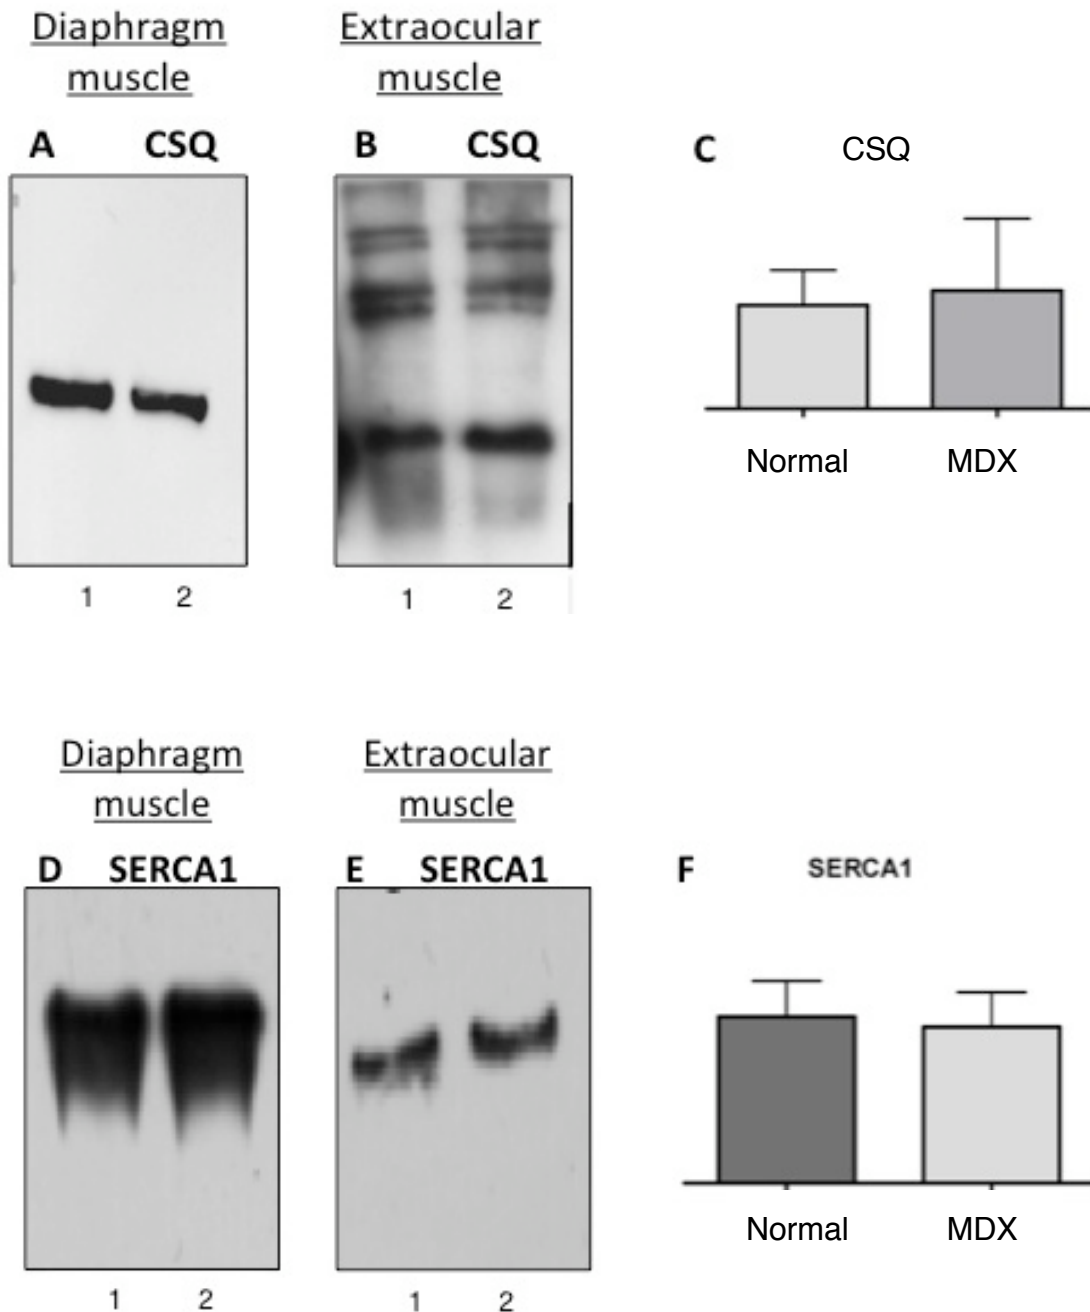 Diaphragm
muscle
Extraocular
muscle
A CSQ
B CSQ
C CSQ
Normal MDX
1 2
1 2
Diaphragm
muscle
Extraocular
muscle
D SERCA1
E SERCA1
F SERCA1
Normal MDX
1 2
1 2